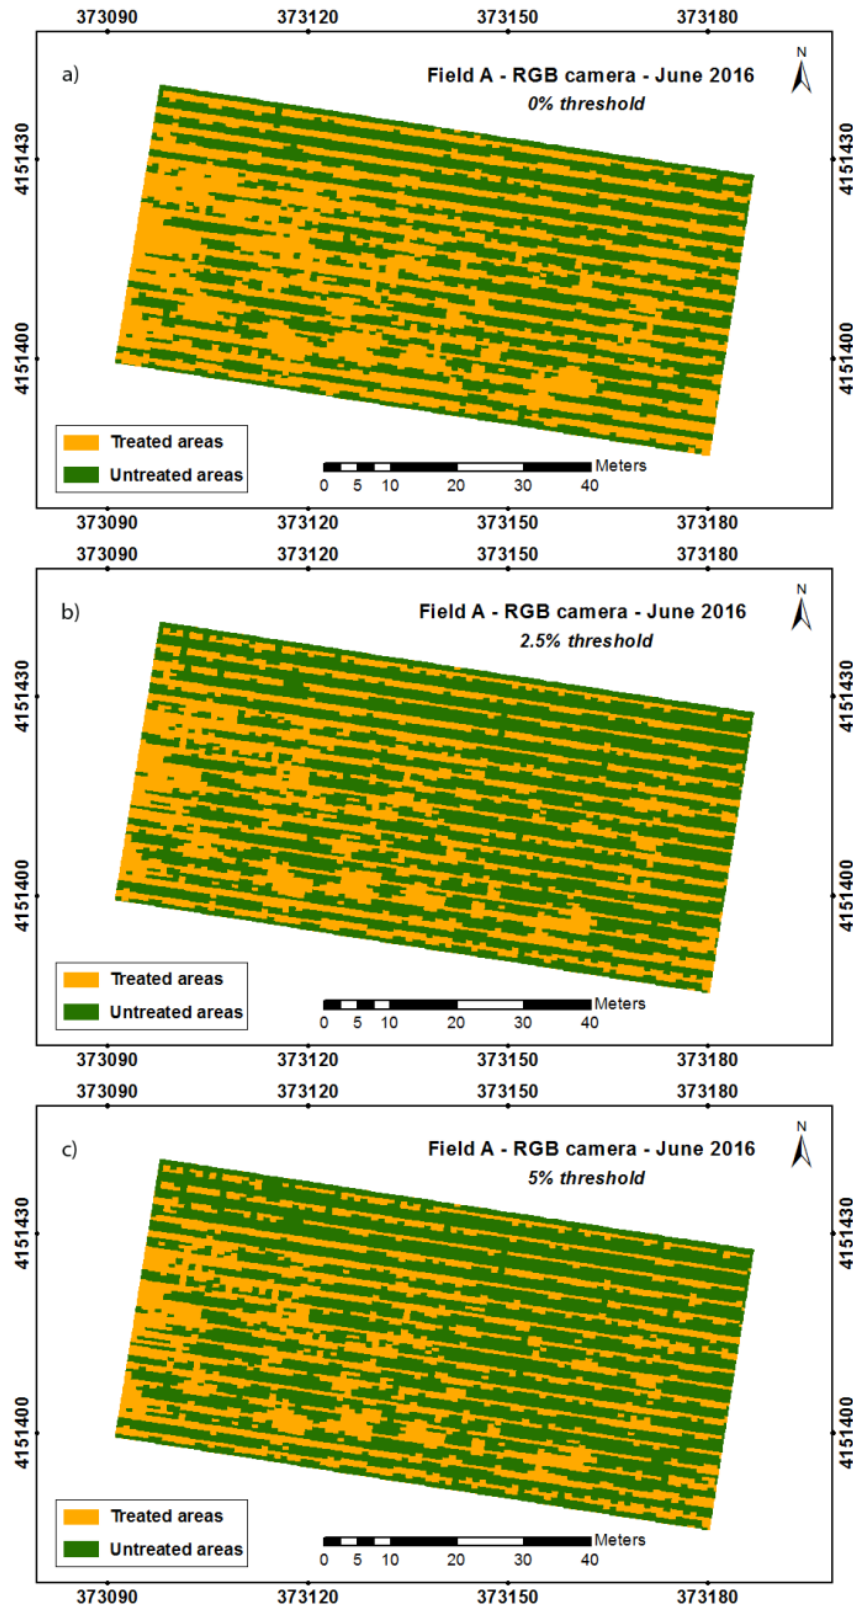 373090 373120 373150 373180
a)
Field A - RGB camera - June 2016
N
0% threshold
4151430
4151430
4151400
4151400
Treated areas
Untreated areas
Meters
0 5 10 20 30 40
373090 373120 373150 373180
373090 373120 373150 373180
b)
Field A - RGB camera - June 2016
N
2.5% threshold
4151430
4151430
4151400
4151400
Treated areas
Untreated areas
Meters
0 5 10 20 30 40
373090 373120 373150 373180
373090 373120 373150 373180
c)
Field A - RGB camera - June 2016
N
5% threshold
4151430
4151430
4151400
4151400
Treated areas
Untreated areas
Meters
0 5 10 20 30 40
373090 373120 373150 373180